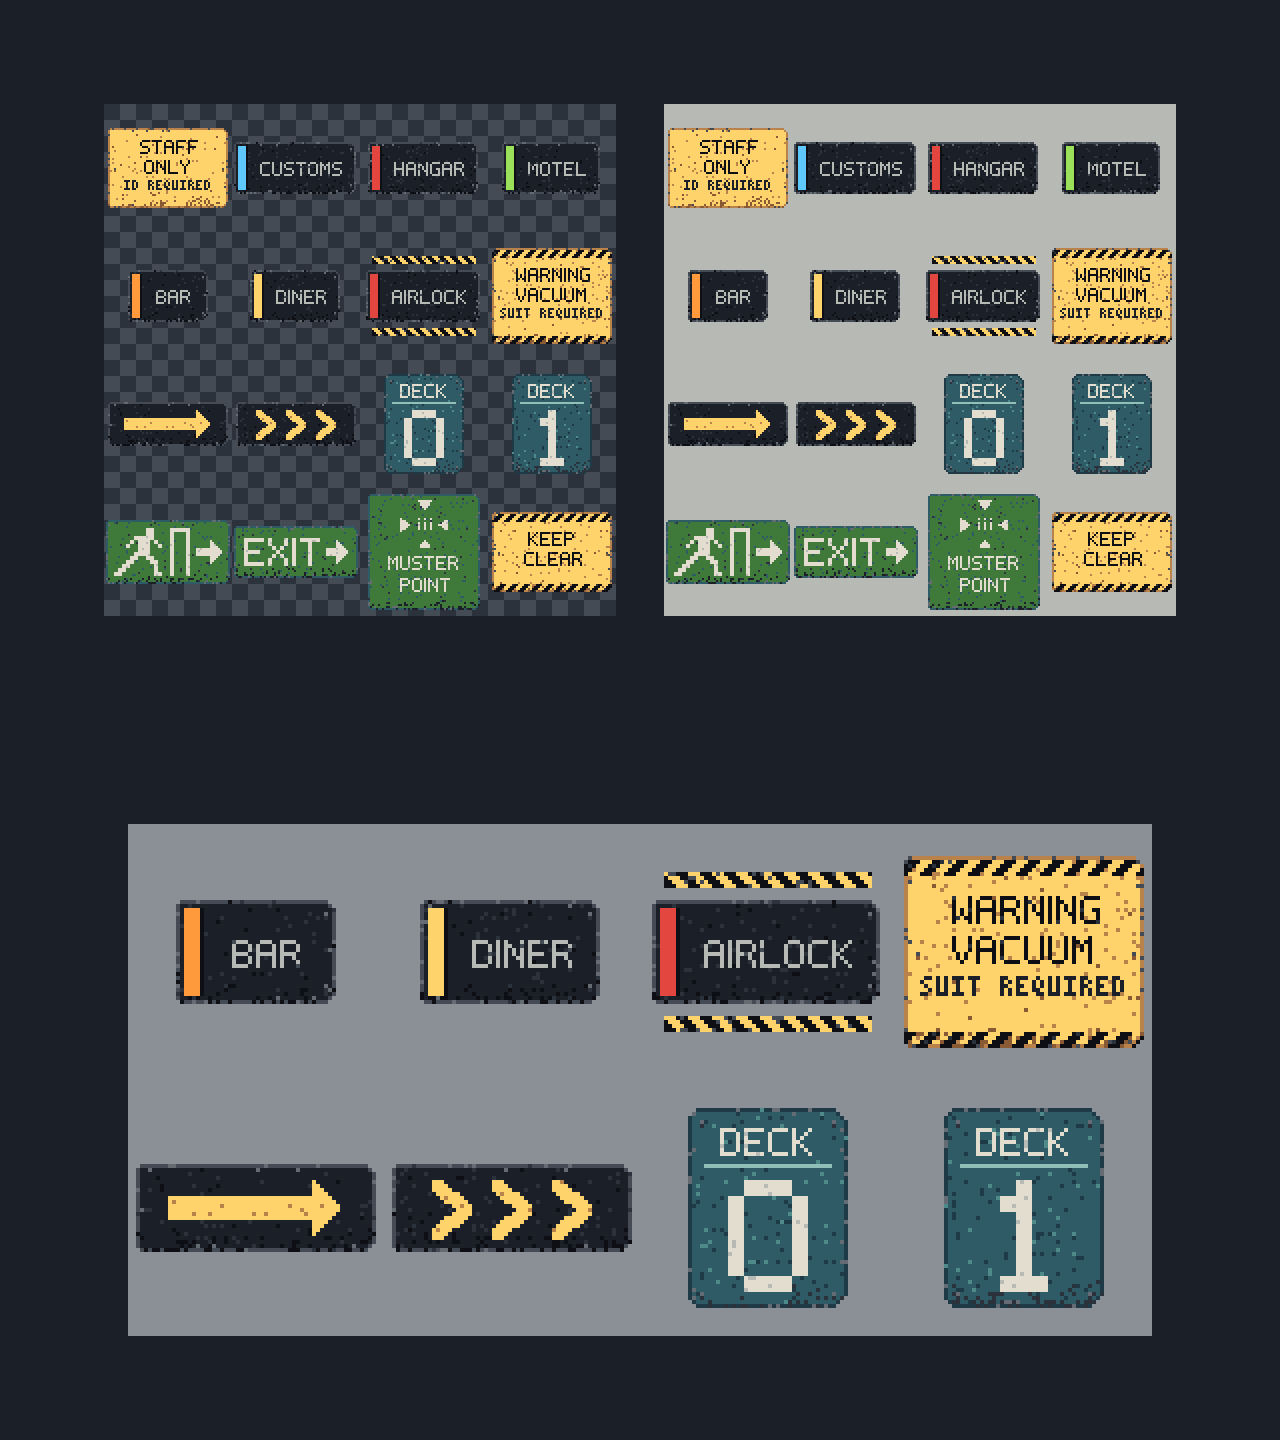 STAFF
ONLY
ID REQUIRED
CUSTOMS
HANGAR
MOTEL
BAR
DINER
AIRLOCK
WARNING
VACUUM
SUIT REQUIRED
DECK
0
DECK
1
EXIT
MUSTER
POINT
KEEP
CLEAR
STAFF
ONLY
ID REQUIRED
CUSTOMS
HANGAR
MOTEL
BAR
DINER
AIRLOCK
WARNING
VACUUM
SUIT REQUIRED
DECK
0
DECK
1
EXIT
MUSTER
POINT
KEEP
CLEAR
BAR
DINER
AIRLOCK
WARNING
VACUUM
SUIT REQUIRED
DECK
0
DECK
1